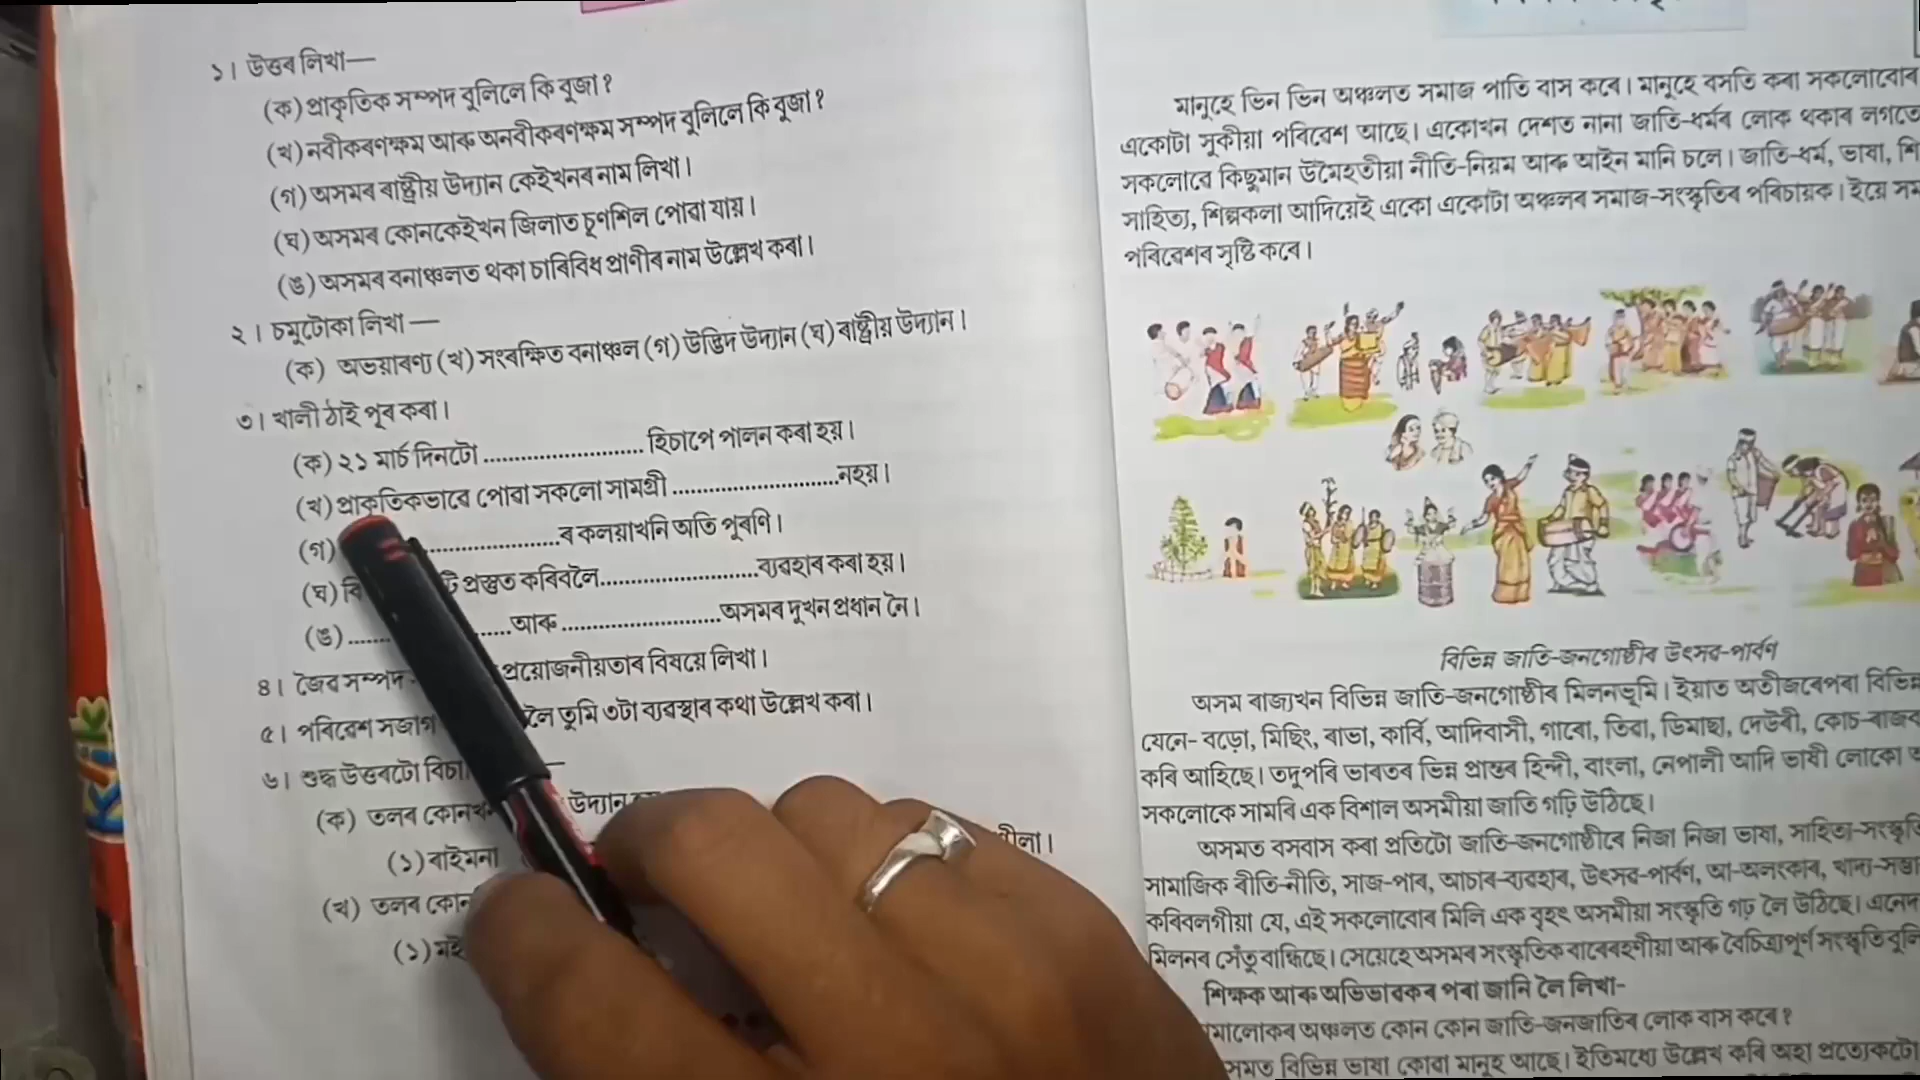 ১। উত্তৰ লিখা—
(ক) প্ৰাকৃতিক সম্পদ বুলিলে কি বুজা?
(খ) নবীকৰণক্ষম আৰু অনবীকৰণক্ষম সম্পদ বুলিলে কি বুজা?
(গ) অসমৰ ৰাষ্ট্ৰীয় উদ্যান কেইখনৰ নাম লিখা।
(ঘ) অসমৰ কোনকেইখন জিলাত চূণশিল পোৱা যায়।
(ঙ) অসমৰ বনাঞ্চলত থকা চাৰিবিধ প্ৰাণীৰ নাম উল্লেখ কৰা।
২। চমুটোকা লিখা—
(ক) অভয়াৰণ্য (খ) সংৰক্ষিত বনাঞ্চল (গ) উদ্ভিদ উদ্যান (ঘ) ৰাষ্ট্ৰীয় উদ্যান।
৩। খালী ঠাই পূৰ কৰা।
(ক) ২১ মাৰ্চ দিনটো ........................ হিচাপে পালন কৰা হয়।
(খ) প্ৰাকৃতিকভাৱে পোৱা সকলো সামগ্ৰী .........................নহয়।
(গ) ....................ৰ কলয়াখনি অতি পূৰণি।
(ঘ) প্ৰস্তুত কৰিবলৈ........................ব্যৱহাৰ কৰা হয়।
(ঙ) ...........আৰু ........................অসমৰ দুখন প্ৰধান নৈ।
৪। জৈৱ সম্পদ প্ৰয়োজনীয়তাৰ বিষয়ে লিখা।
৫। পৰিৱেশ সজাগ লৈ তুমি ৩টা ব্যৱস্থাৰ কথা উল্লেখ কৰা।
৬। শুদ্ধ উত্তৰটো
(ক) তলৰ উদ্যান
(১) ৰাইমনা
(খ) তলৰ
(১)
মানুহে ভিন ভিন অঞ্চলত সমাজ পাতি বাস কৰে। মানুহে বসতি কৰা সকলোবোৰ
একোটা সুকীয়া পৰিৱেশ আছে। একোখন দেশত নানা জাতি-ধৰ্মৰ লোক থকাৰ লগতে
সকলোৱে কিছুমান উমৈহতীয়া নীতি-নিয়ম আৰু আইন মানি চলে। জাতি-ধৰ্ম, ভাষা,
সাহিত্য, শিল্পকলা আদিয়েই একো একোটা অঞ্চলৰ সমাজ-সংস্কৃতিৰ পৰিচায়ক। ইয়ে
পৰিৱেশৰ সৃষ্টি কৰে।
বিভিন্ন জাতি-জনগোষ্ঠীৰ উৎসৱ-পাৰ্বণ
অসম ৰাজ্যখন বিভিন্ন জাতি-জনগোষ্ঠীৰ মিলনভূমি। ইয়াত অতীজৰেপৰা বিভিন্ন
যেনে- বড়ো, মিছিং, ৰাভা, কাৰ্বি, আদিবাসী, গাৰো, তিৱা, ডিমাছা, দেউৰী,
কৰি আহিছে। তদুপৰি ভাৰতৰ ভিন্ন প্ৰান্তৰ হিন্দী, বাংলা, নেপালী আদি ভাষী লোকো
সকলোকে সামৰি এক বিশাল অসমীয়া জাতি গঢ়ি উঠিছে।
অসমত বসবাস কৰা প্ৰতিটো জাতি-জনগোষ্ঠীৰে নিজা নিজা ভাষা, সাহিত্য-সংস্কৃতি
সামাজিক ৰীতি-নীতি, সাজ-পাৰ, আচাৰ-ব্যৱহাৰ, উৎসৱ-পাৰ্বণ, আ-অলংকাৰ,
কৰিবলগীয়া যে, এই সকলোবোৰ মিলি এক বৃহৎ অসমীয়া সংস্কৃতি গঢ় লৈ উঠিছে।
মিলনৰ সেঁতু বান্ধিছে। সেয়েহে অসমৰ সংস্কৃতিক বাৰেৰহণীয়া আৰু বৈচিত্ৰ্যপূৰ্ণ সংস্কৃতি
শিক্ষক আৰু অভিভাৱকৰ পৰা জানি লৈ লিখা-
অঞ্চলত কোন কোন জাতি-জনজাতিৰ লোক বাস কৰে?
বিভিন্ন ভাষা কোৱা মানুহ আছে। ইতিমধ্যে উল্লেখ কৰি অহা প্ৰত্যেকটো